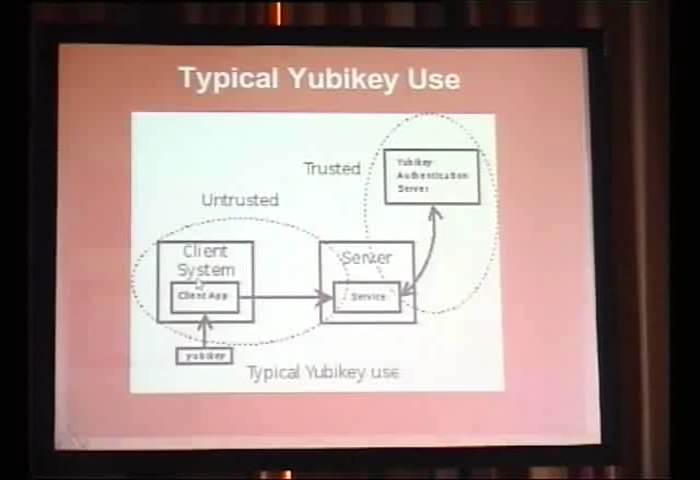 Typical Yubikey Use
Trusted
Yubikey
Authentication
Server
Untrusted
Client
System
Client App
Server
Service
yubikey
Typical Yubikey use